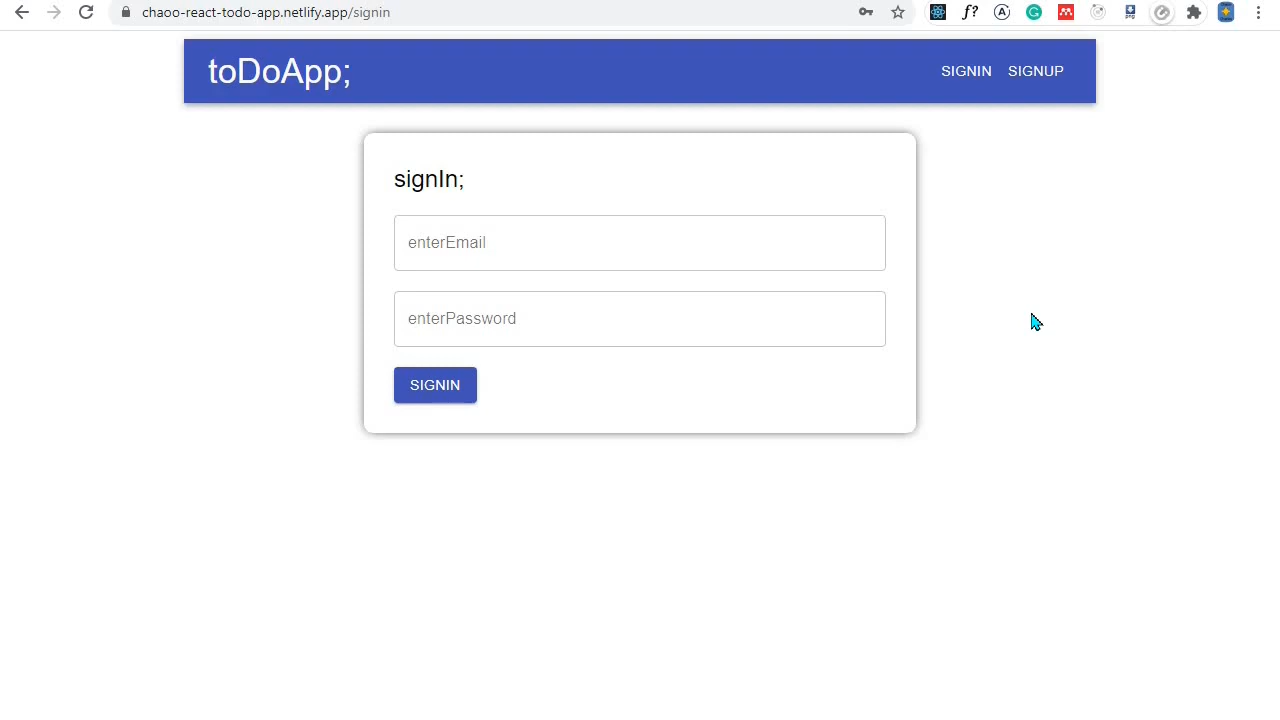 chaoo-react-todo-app.netlify.app/signin
toDoApp;
SIGNIN SIGNUP
signIn;
enterEmail
enterPassword
SIGNIN